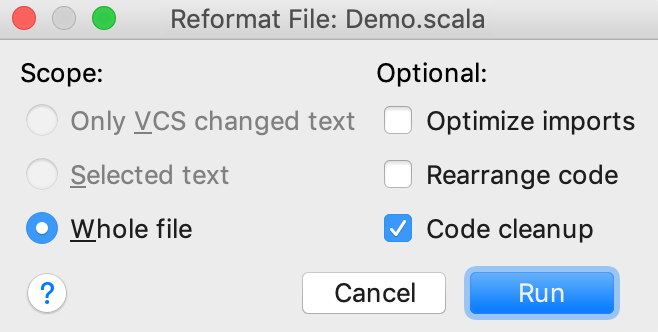 Reformat File: Demo.scala
Scope:
Only VCS changed text
Selected text
Whole file
Optional:
Optimize imports
Rearrange code
Code cleanup
?
Cancel
Run